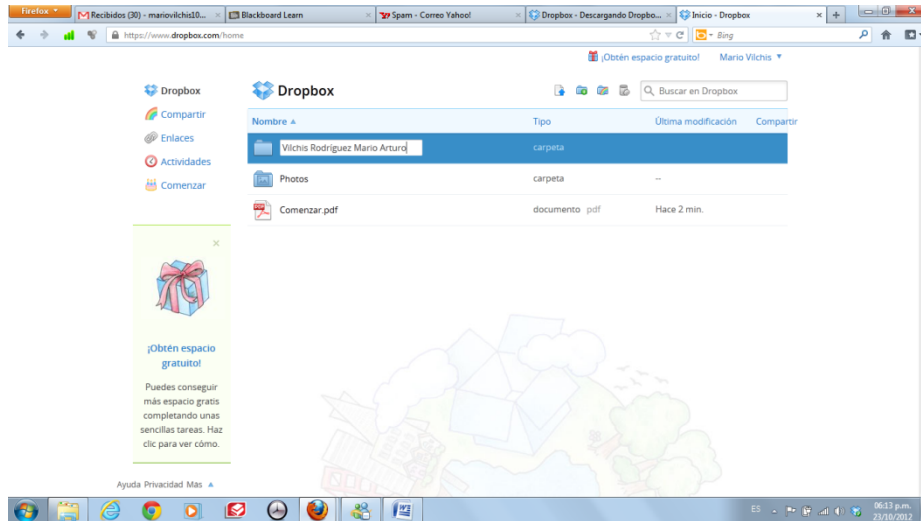 Firefox
Recibidos (30) - mariovilchis10...
Blackboard Learn
Spam - Correo Yahoo!
Dropbox - Descargando Dropbo...
Inicio - Dropbox
https://www.dropbox.com/home
Bing
¡Obtén espacio gratuito! Mario Vilchis
Dropbox
Compartir
Enlaces
Actividades
Comenzar
Dropbox
Buscar en Dropbox
Nombre Tipo Última modificación Compartir
Vilchis Rodríguez Mario Arturo carpeta
Photos carpeta --
Comenzar.pdf documento pdf Hace 2 min.
¡Obtén espacio
gratuito!
Puedes conseguir
más espacio gratis
completando unas
sencillas tareas. Haz
clic para ver cómo.
Ayuda Privacidad Mas
ES
06:13 p.m.
23/10/2012